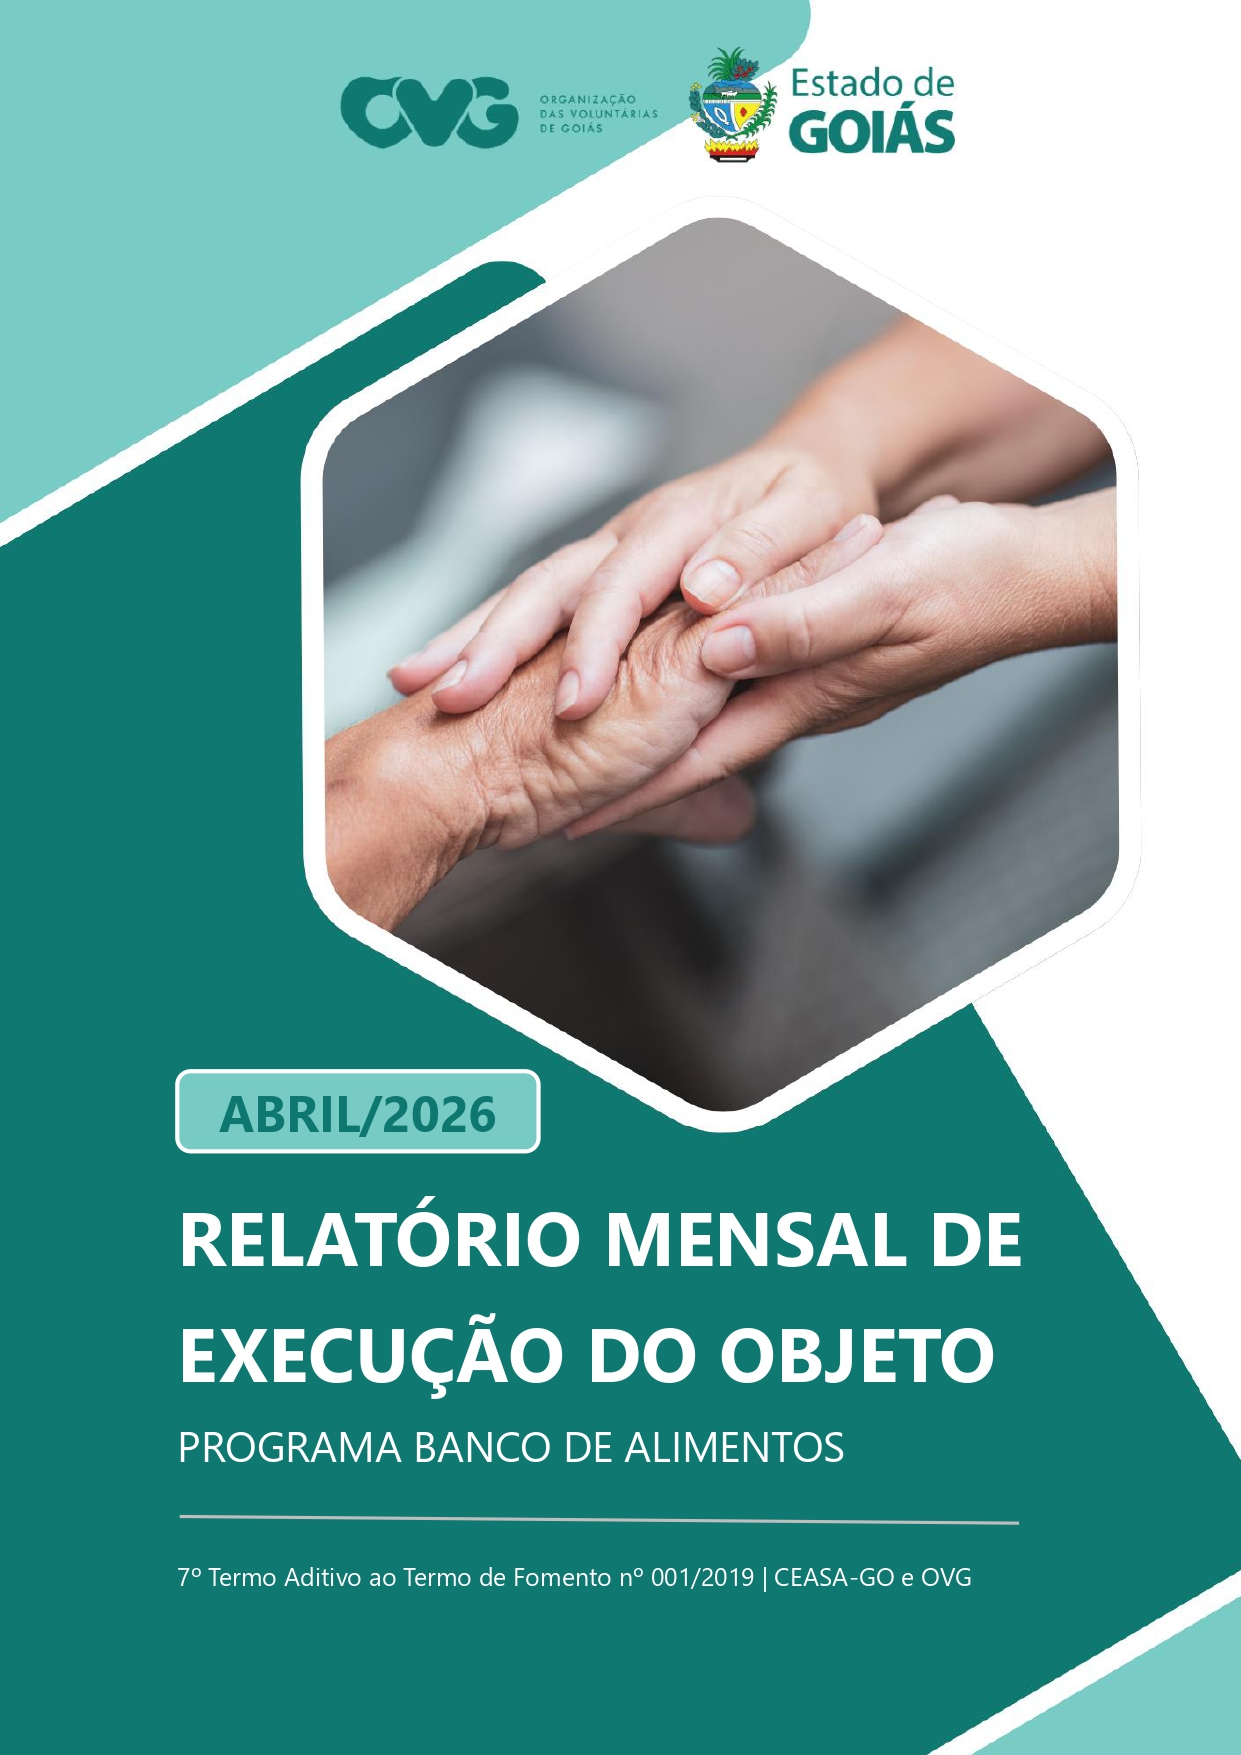 OVG
ORGANIZAÇÃO
DAS VOLUNTÁRIAS
DE GOIÁS
Estado de
GOIÁS
ABRIL/2026
RELATÓRIO MENSAL DE
EXECUÇÃO DO OBJETO
PROGRAMA BANCO DE ALIMENTOS
7º Termo Aditivo ao Termo de Fomento nº 001/2019 | CEASA-GO e OVG